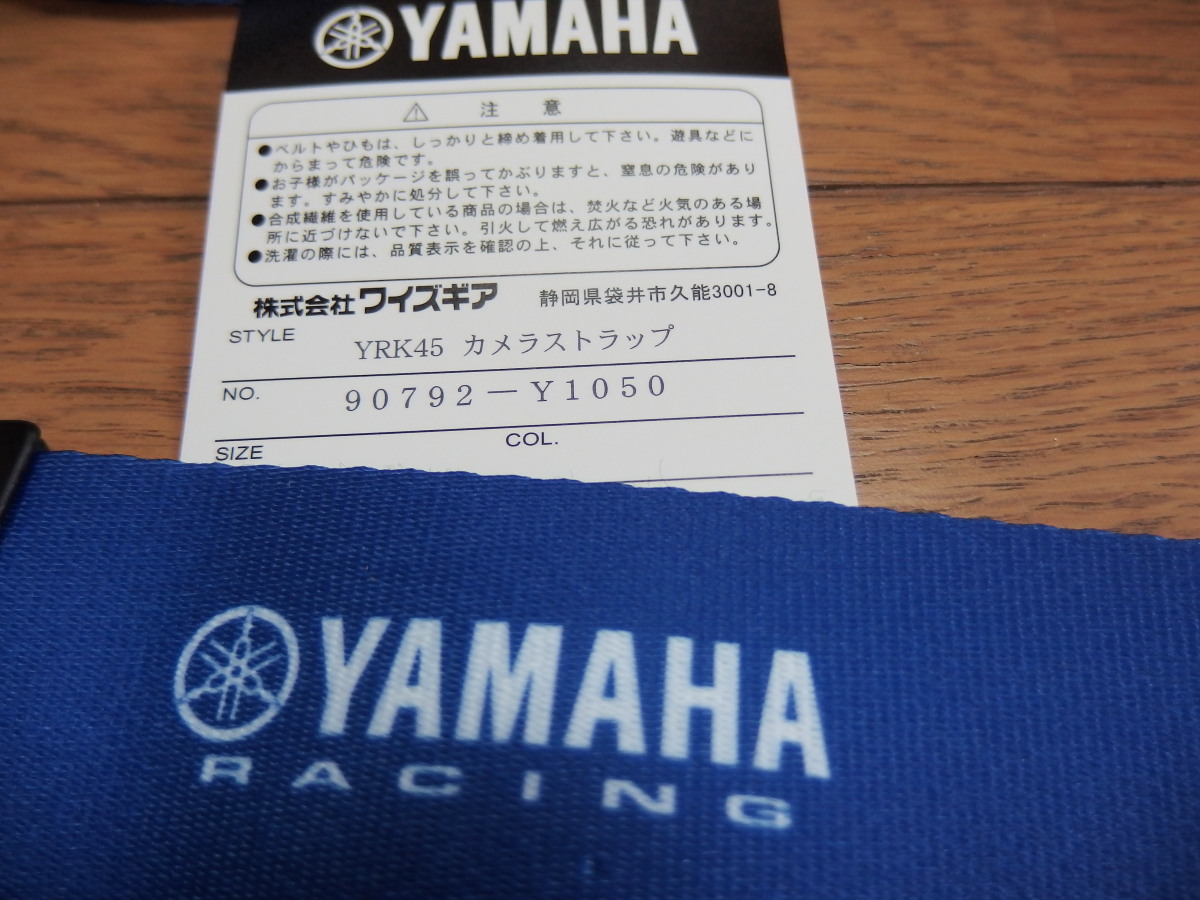 YAMAHA
⚠ 注意
●ベルトやひもは、しっかりと締め着用して下さい。遊具などに
からまって危険です。
●お子様がパッケージを誤ってかぶりますと、窒息の危険があり
ます。すみやかに処分して下さい。
●合成繊維を使用している商品の場合は、焚火など火気のある場
所に近づけないで下さい。引火して燃え広がる恐れがあります。
●洗濯の際には、品質表示を確認の上、それに従って下さい。
株式会社ワイズギア 静岡県袋井市久能3001-8
STYLE YRK45 カメラストラップ
NO. 90792-Y1050
SIZE COL.
YAMAHA
RACING